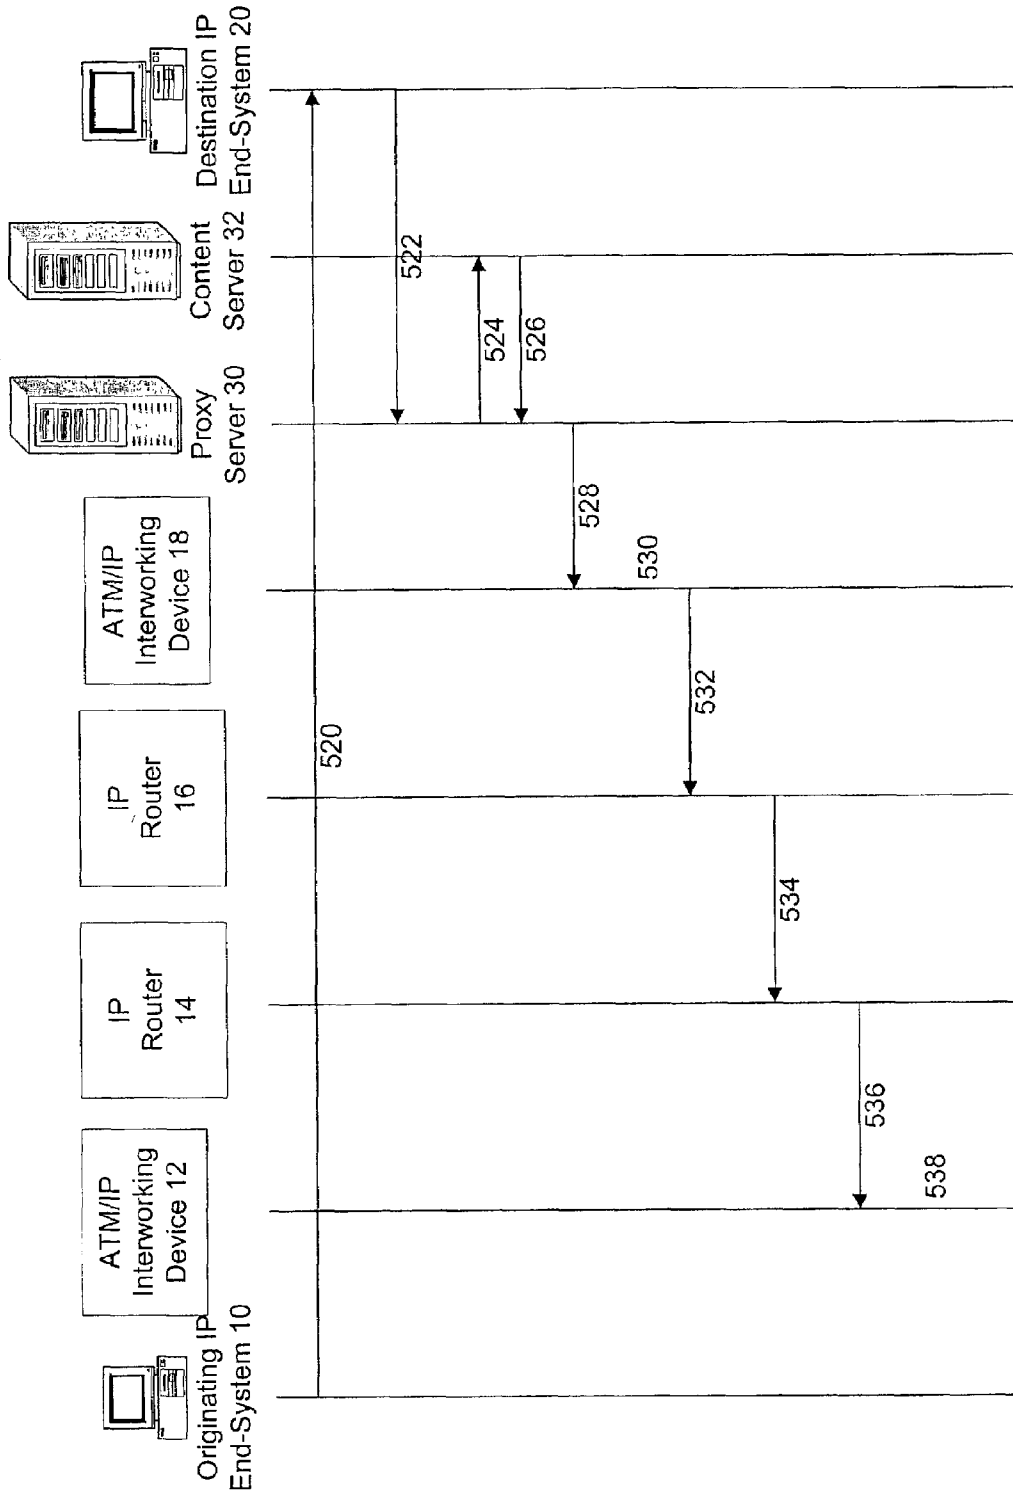 Originating IP
End-System 10
ATM/IP
Interworking
Device 12
IP
Router
14
IP
Router
16
ATM/IP
Interworking
Device 18
Proxy
Server 30
Content
Server 32
Destination IP
End-System 20
520
522
524
526
528
530
532
534
536
538